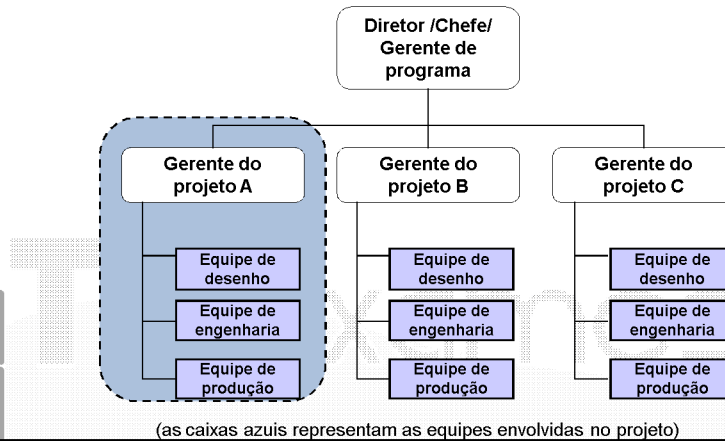 Diretor /Chefe/
Gerente de
programa
Gerente do
projeto A
Gerente do
projeto B
Gerente do
projeto C
Equipe de
desenho
Equipe de
desenho
Equipe de
desenho
Equipe de
engenharia
Equipe de
engenharia
Equipe de
engenharia
Equipe de
produção
Equipe de
produção
Equipe de
produção
(as caixas azuis representam as equipes envolvidas no projeto)